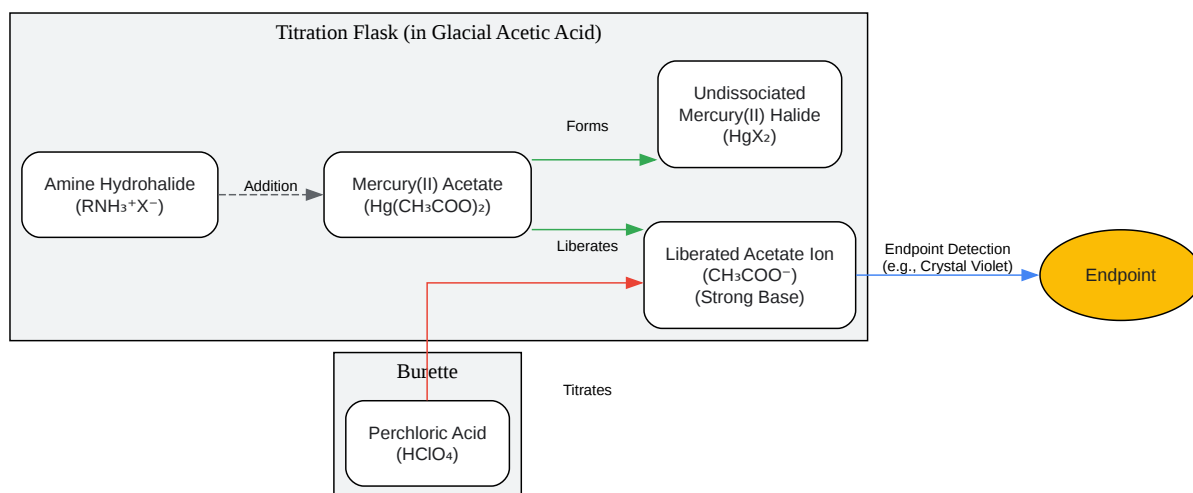 Titration Flask (in Glacial Acetic Acid)
Amine Hydrohalide
(RNH₃⁺X⁻)
Addition
Mercury(II) Acetate
(Hg(CH₃COO)₂)
Forms
Undissociated
Mercury(II) Halide
(HgX₂)
Liberates
Liberated Acetate Ion
(CH₃COO⁻)
(Strong Base)
Endpoint Detection
(e.g., Crystal Violet)
Endpoint
Burette
Perchloric Acid
(HClO₄)
Titrates